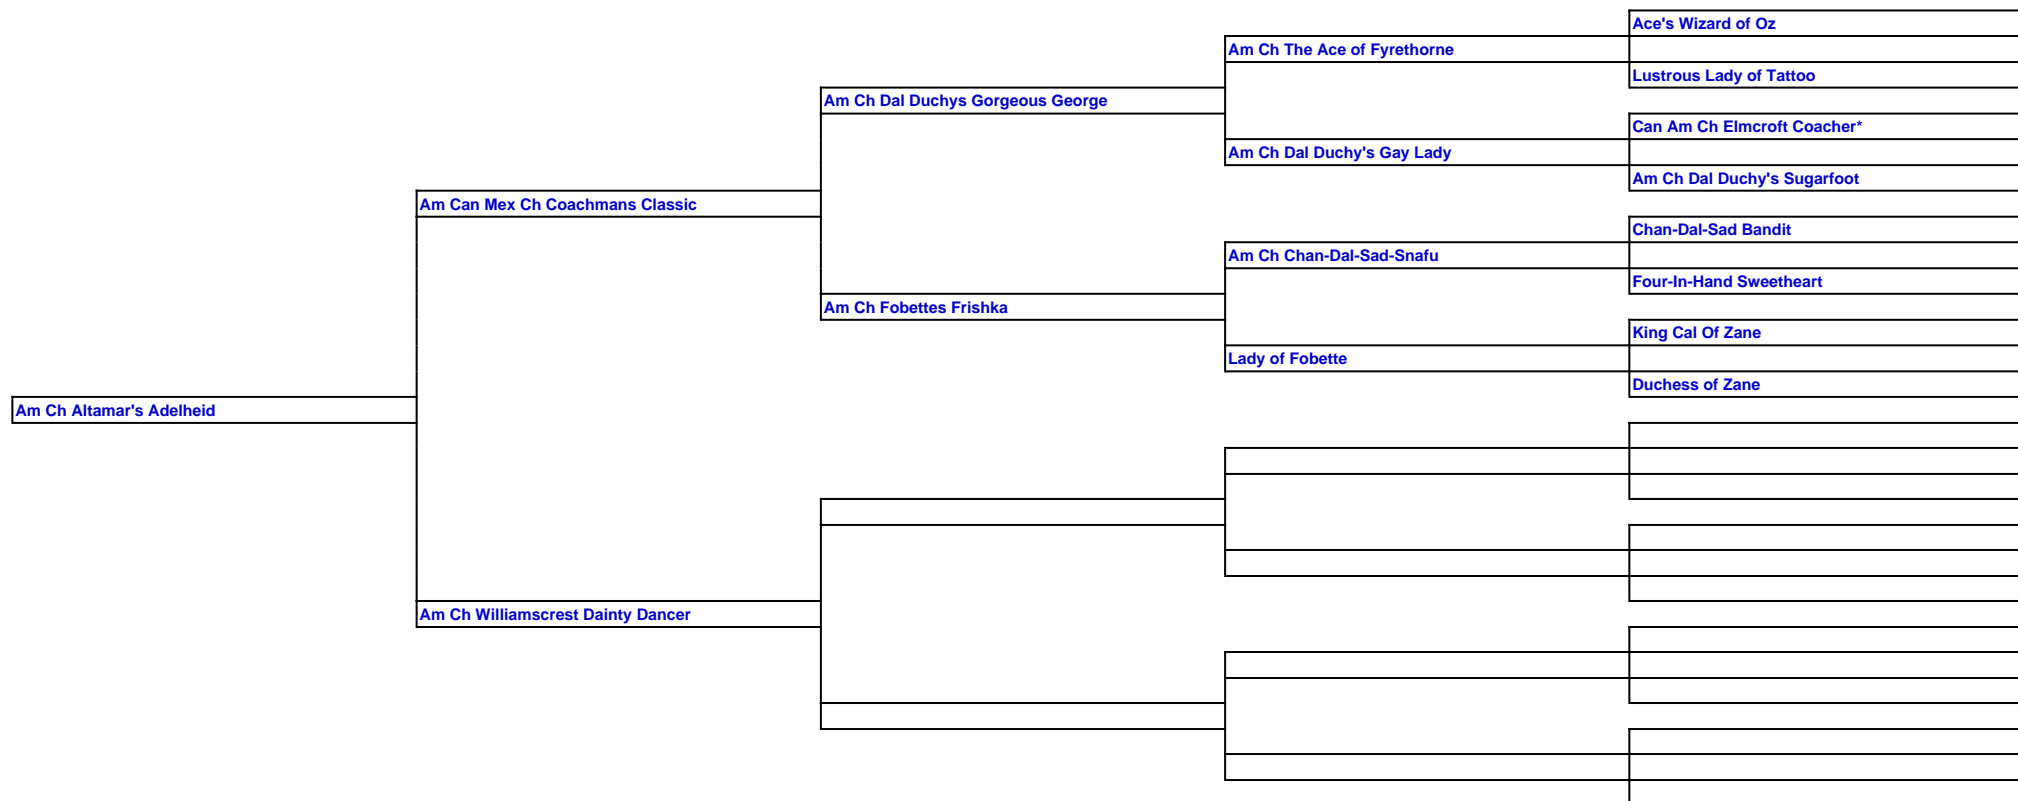 Ace's Wizard of Oz
Am Ch The Ace of Fyrethorne
Lustrous Lady of Tattoo
Am Ch Dal Duchys Gorgeous George
Can Am Ch Elmcroft Coacher*
Am Ch Dal Duchy's Gay Lady
Am Ch Dal Duchy's Sugarfoot
Am Can Mex Ch Coachmans Classic
Chan-Dal-Sad Bandit
Am Ch Chan-Dal-Sad-Snafu
Four-In-Hand Sweetheart
Am Ch Fobettes Frishka
King Cal Of Zane
Lady of Fobette
Duchess of Zane
Am Ch Altamar's Adelheid
Am Ch Williamscrest Dainty Dancer